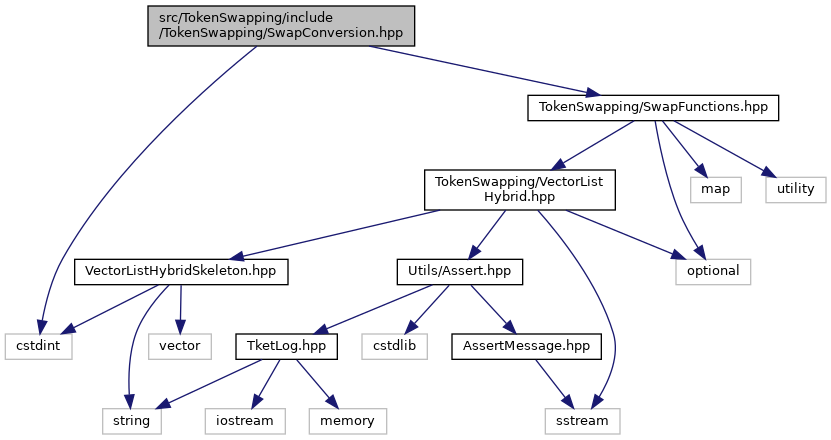 src/TokenSwapping/include
/TokenSwapping/SwapConversion.hpp
TokenSwapping/SwapFunctions.hpp
TokenSwapping/VectorList
Hybrid.hpp
map
utility
VectorListHybridSkeleton.hpp
Utils/Assert.hpp
optional
cstdint
vector
TketLog.hpp
cstdlib
AssertMessage.hpp
string
iostream
memory
sstream